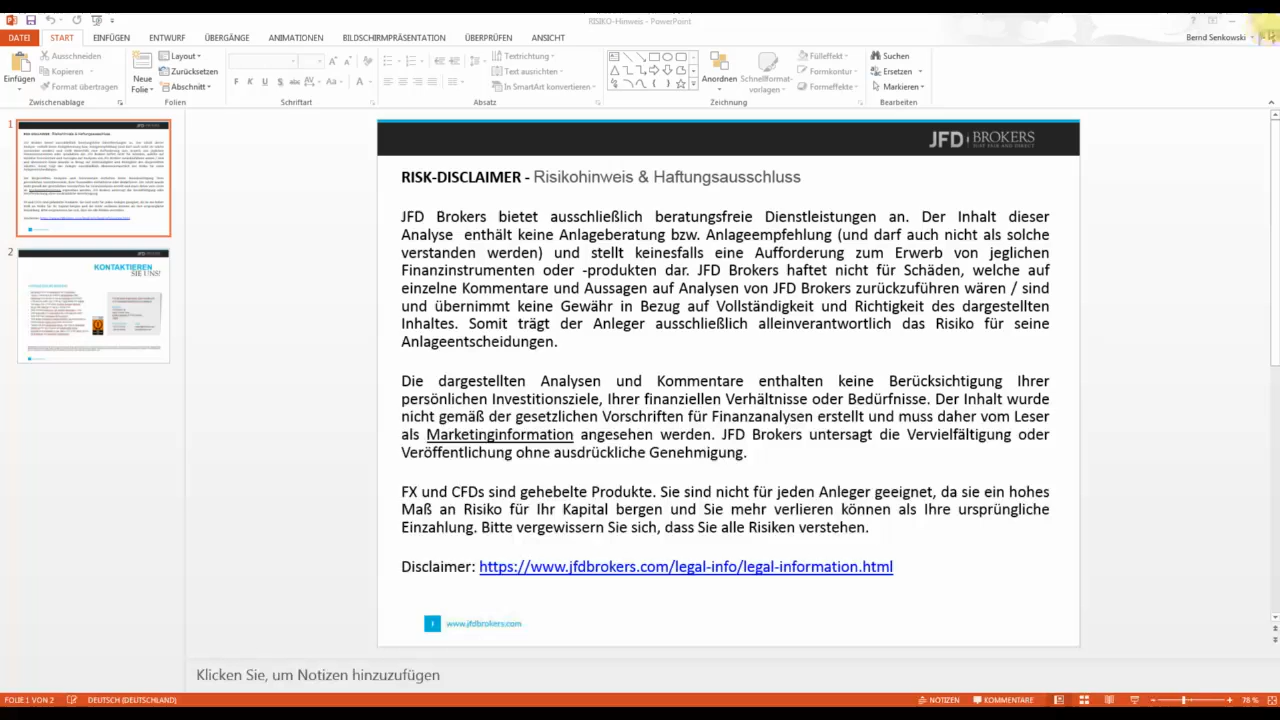 RISIKO-Hinweis - PowerPoint
DATEI START EINFÜGEN ENTWURF ÜBERGÄNGE ANIMATIONEN BILDSCHIRMPRÄSENTATION ÜBERPRÜFEN ANSICHT Bernd Senkowski
Einfügen
Ausschneiden
Kopieren
Format übertragen
Zwischenablage
Neue
Folie
Layout
Zurücksetzen
Abschnitt
Folien
F K U S abc AV Aa A
Schriftart
Textrichtung
Text ausrichten
In SmartArt konvertieren
Absatz
Anordnen
Schnellformat-
vorlagen
Fülleffekt
Formkontur
Formeffekte
Zeichnung
Suchen
Ersetzen
Markieren
Bearbeiten
1
2
KONTAKTIEREN
SIE UNS!
JFD BROKERS
JUST FAIR AND DIRECT
RISK-DISCLAIMER - Risikohinweis & Haftungsausschluss
JFD Brokers bietet ausschließlich beratungsfreie Dienstleistungen an. Der Inhalt dieser
Analyse enthält keine Anlageberatung bzw. Anlageempfehlung (und darf auch nicht als solche
verstanden werden) und stellt keinesfalls eine Aufforderung zum Erwerb von jeglichen
Finanzinstrumenten oder -produkten dar. JFD Brokers haftet nicht für Schäden, welche auf
einzelne Kommentare und Aussagen auf Analysen von JFD Brokers zurückzuführen wären / sind
und übernimmt keine Gewähr in Bezug auf Vollständigkeit und Richtigkeit des dargestellten
Inhaltes. Somit trägt der Anleger ausschließlich alleinverantwortlich das Risiko für seine
Anlageentscheidungen.
Die dargestellten Analysen und Kommentare enthalten keine Berücksichtigung Ihrer
persönlichen Investitionsziele, Ihrer finanziellen Verhältnisse oder Bedürfnisse. Der Inhalt wurde
nicht gemäß der gesetzlichen Vorschriften für Finanzanalysen erstellt und muss daher vom Leser
als Marketinginformation angesehen werden. JFD Brokers untersagt die Vervielfältigung oder
Veröffentlichung ohne ausdrückliche Genehmigung.
FX und CFDs sind gehebelte Produkte. Sie sind nicht für jeden Anleger geeignet, da sie ein hohes
Maß an Risiko für Ihr Kapital bergen und Sie mehr verlieren können als Ihre ursprüngliche
Einzahlung. Bitte vergewissern Sie sich, dass Sie alle Risiken verstehen.
Disclaimer: https://www.jfdbrokers.com/legal-info/legal-information.html
1 www.jfdbrokers.com
Klicken Sie, um Notizen hinzuzufügen
FOLIE 1 VON 2 DEUTSCH (DEUTSCHLAND) NOTIZEN KOMMENTARE 78 %